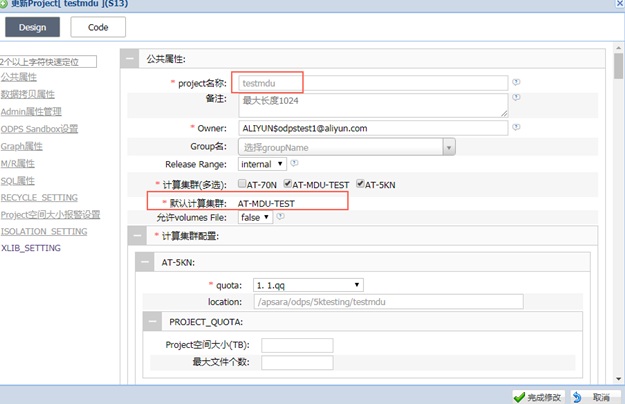 更新Project[ testmdu ](S13)
Design Code
2个以上字符快速定位
公共属性
数据拷贝属性
Admin属性管理
ODPS Sandbox设置
Graph属性
M/R属性
SQL属性
RECYCLE_SETTING
Project空间大小报警设置
ISOLATION_SETTING
XLIB_SETTING
公共属性:
* project名称: testmdu
备注: 最大长度1024
* Owner: ALIYUN$odpstest1@aliyun.com
Group名: 选择groupName
Release Range: internal
* 计算集群(多选): AT-70N AT-MDU-TEST AT-5KN
* 默认计算集群: AT-MDU-TEST
允许volumes File: false
* 计算集群配置:
AT-5KN:
* quota: 1. 1.qq
location: /apsara/odps/5ktesting/testmdu
PROJECT_QUOTA:
Project空间大小(TB):
最大文件个数:
完成修改 取消